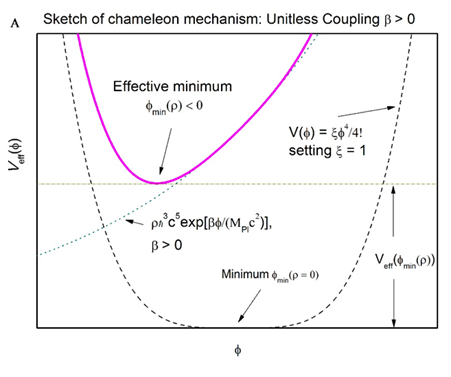 A Sketch of chameleon mechanism: Unitless Coupling β > 0
Effective minimum
ϕmin(ρ) < 0
V(ϕ) = ξϕ⁴/4!
setting ξ = 1
ρℏ³c⁵exp[βϕ/(MPlc²)],
β > 0
Veff(ϕmin(ρ))
Minimum ϕmin(ρ = 0)
Veff(ϕ)
ϕ